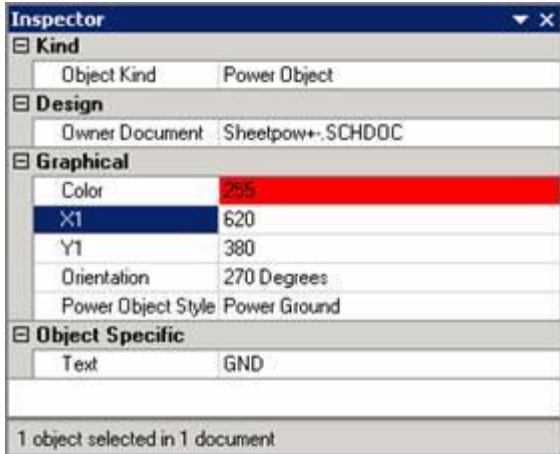 Inspector
Kind
Object Kind Power Object
Design
Owner Document Sheetpow+-.SCHDOC
Graphical
Color 255
X1 620
Y1 380
Orientation 270 Degrees
Power Object Style Power Ground
Object Specific
Text GND
1 object selected in 1 document